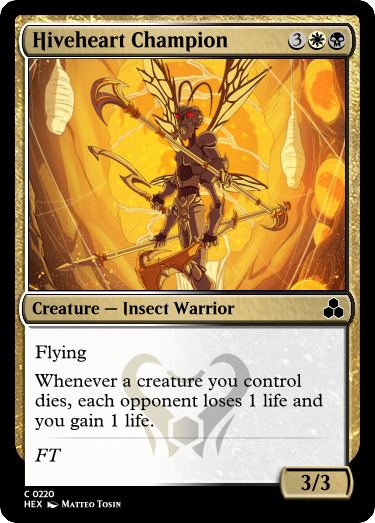 Hiveheart Champion 3
Creature — Insect Warrior
Flying
Whenever a creature you control
dies, each opponent loses 1 life and
you gain 1 life.
FT
3/3
C 0220
HEX Matteo Tosin